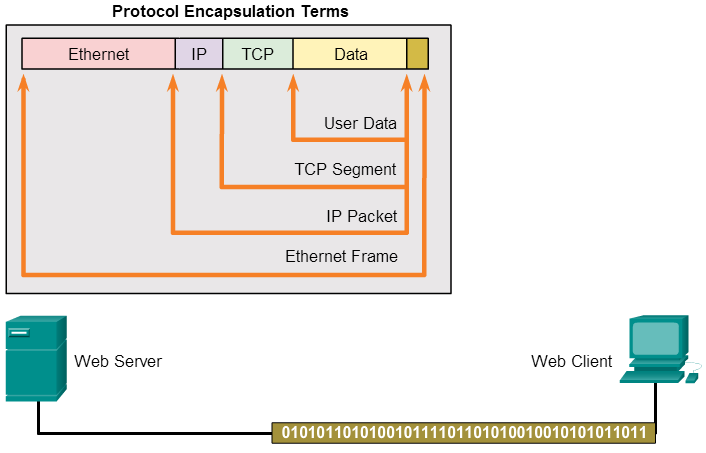 Protocol Encapsulation Terms
Ethernet IP TCP Data
User Data
TCP Segment
IP Packet
Ethernet Frame
Web Server
Web Client
010101101010010111101101010010010101011011